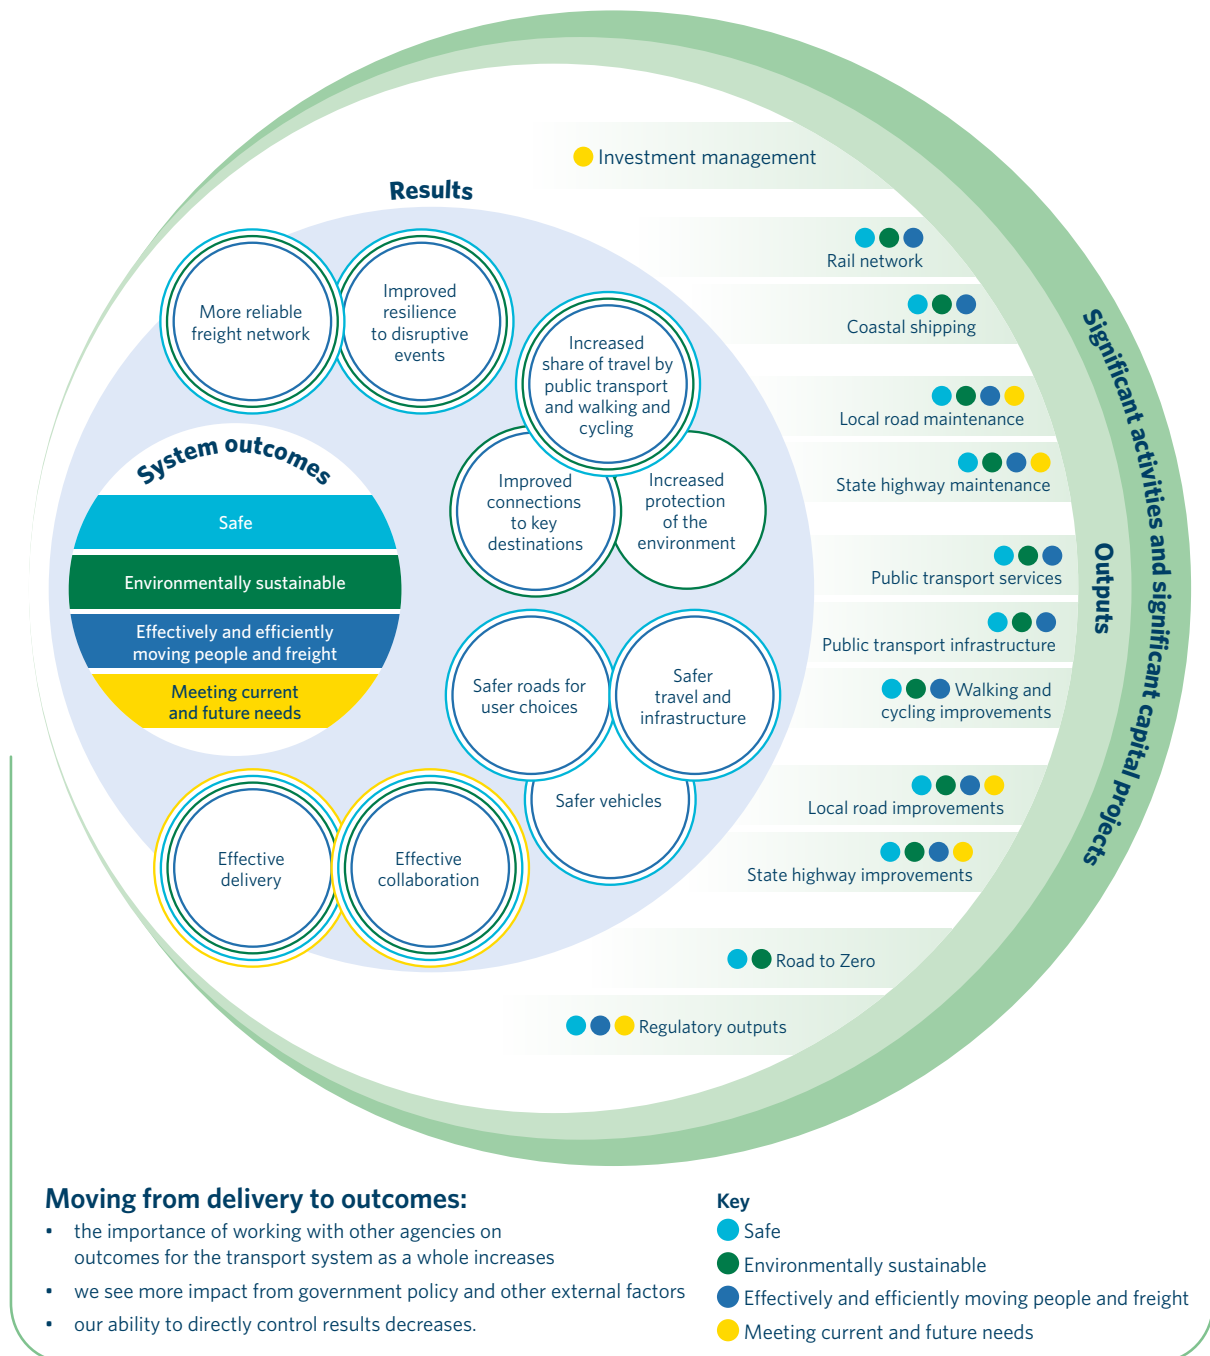 Investment management
Results
Rail network
More reliable
freight network
Improved
resilience
to disruptive
events
Coastal shipping
Increased
share of travel by
public transport
and walking and
cycling
Local road maintenance
State highway maintenance
System outcomes
Safe
Environmentally sustainable
Effectively and efficiently
moving people and freight
Meeting current
and future needs
Improved
connections
to key
destinations
Increased
protection
of the
environment
Public transport services
Public transport infrastructure
Walking and
cycling improvements
Outputs
Significant activities and significant capital projects
Safer roads for
user choices
Safer
travel and
infrastructure
Safer vehicles
Local road improvements
State highway improvements
Effective
delivery
Effective
collaboration
Road to Zero
Regulatory outputs
Moving from delivery to outcomes:
• the importance of working with other agencies on
outcomes for the transport system as a whole increases
• we see more impact from government policy and other external factors
• our ability to directly control results decreases.
Key
Safe
Environmentally sustainable
Effectively and efficiently moving people and freight
Meeting current and future needs